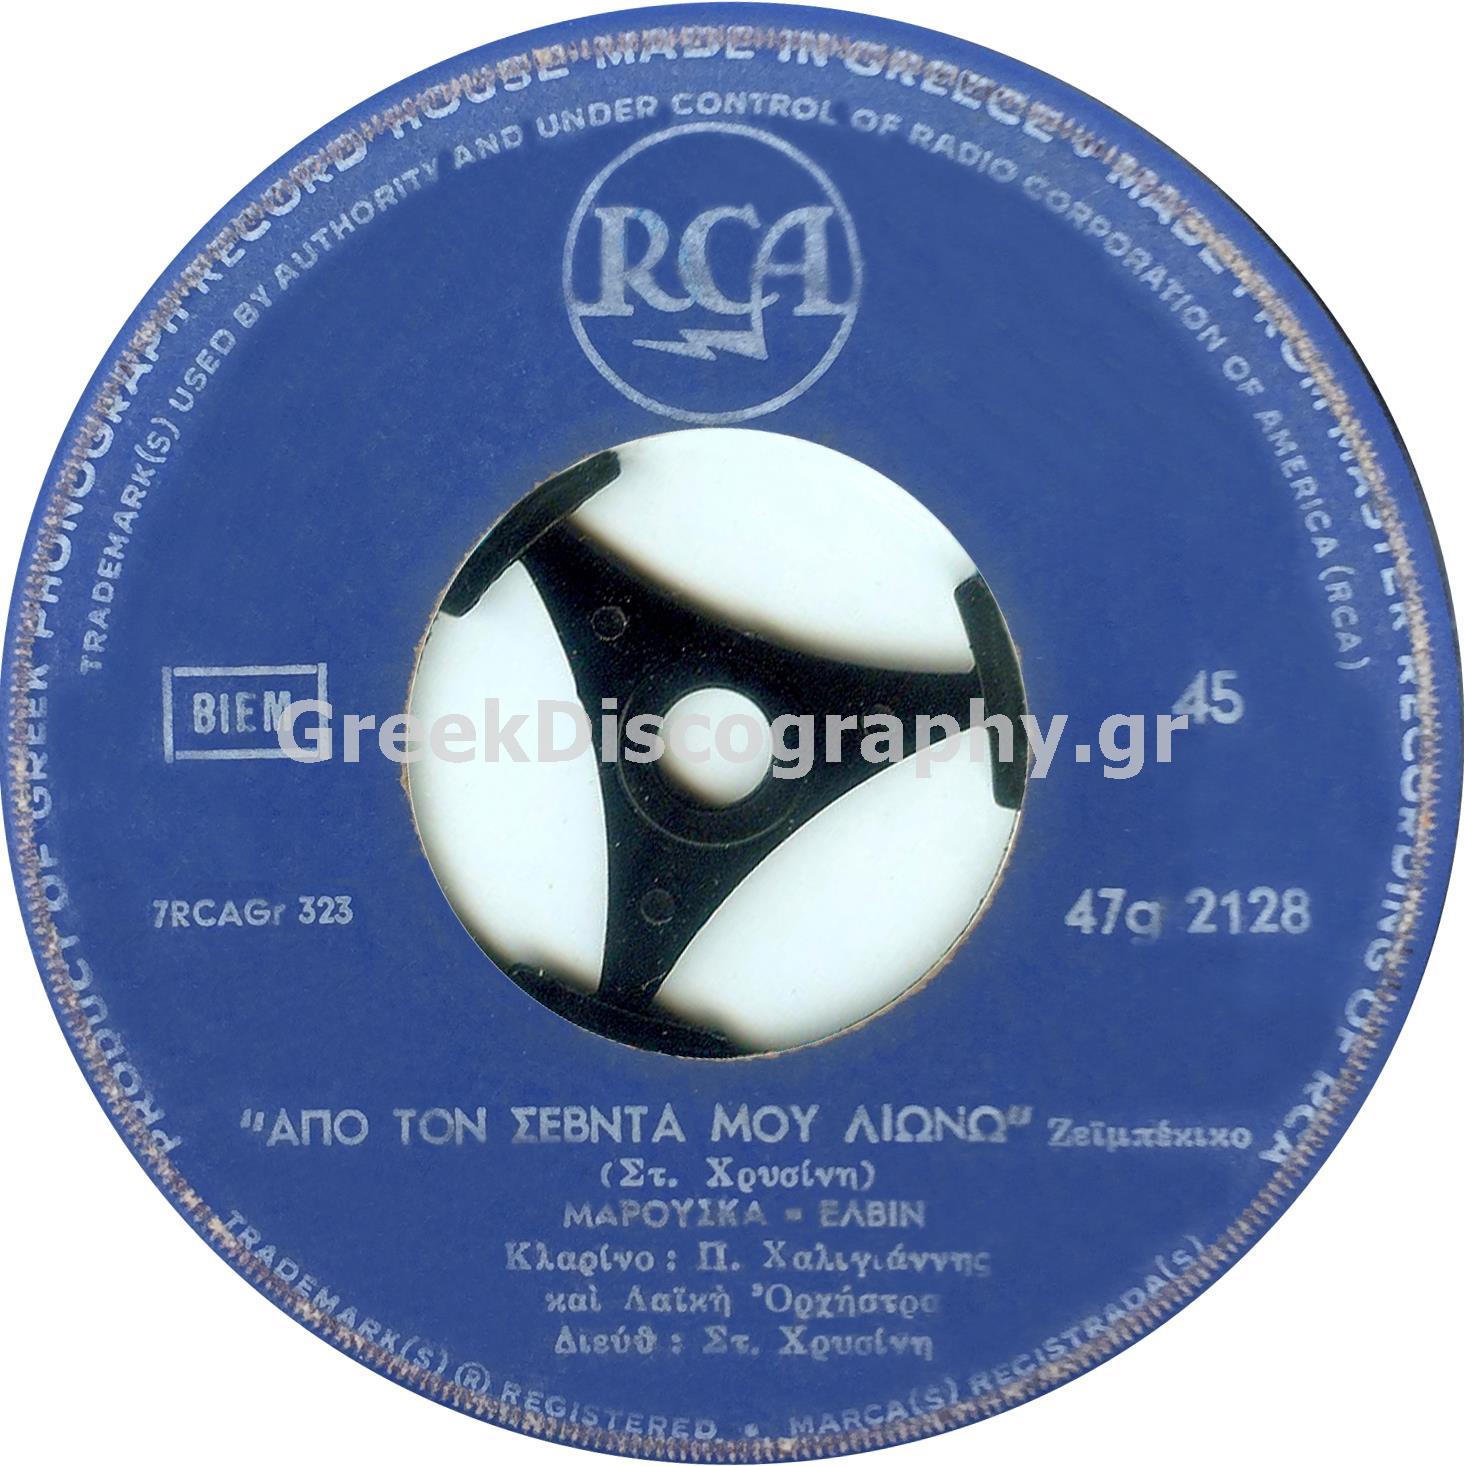 PRODUCT OF GREEK PHONOGRAPH RECORD HOUSE - MADE IN GREECE - MADE FROM MASTER RECORDING OF RCA
TRADEMARK(S) USED BY AUTHORITY AND UNDER CONTROL OF RADIO CORPORATION OF AMERICA (RCA)
RCA
BIEM
45
GreekDiscography.gr
7RCAGr 323
47g 2128
"ΑΠΟ ΤΟΝ ΣΕΒΝΤΑ ΜΟΥ ΛΙΩΝΩ" Ζεϊμπέκικο
(Στ. Χρυσίνη)
ΜΑΡΟΥΣΚΑ - ΕΛΒΙΝ
Κλαρίνο : Π. Χαλιγιάννης
καὶ Λαϊκὴ Ὀρχήστρα
Διεύθ : Στ. Χρυσίνη
TRADEMARK(S) ® REGISTERED. • MARCA(S) REGISTRADA(S)